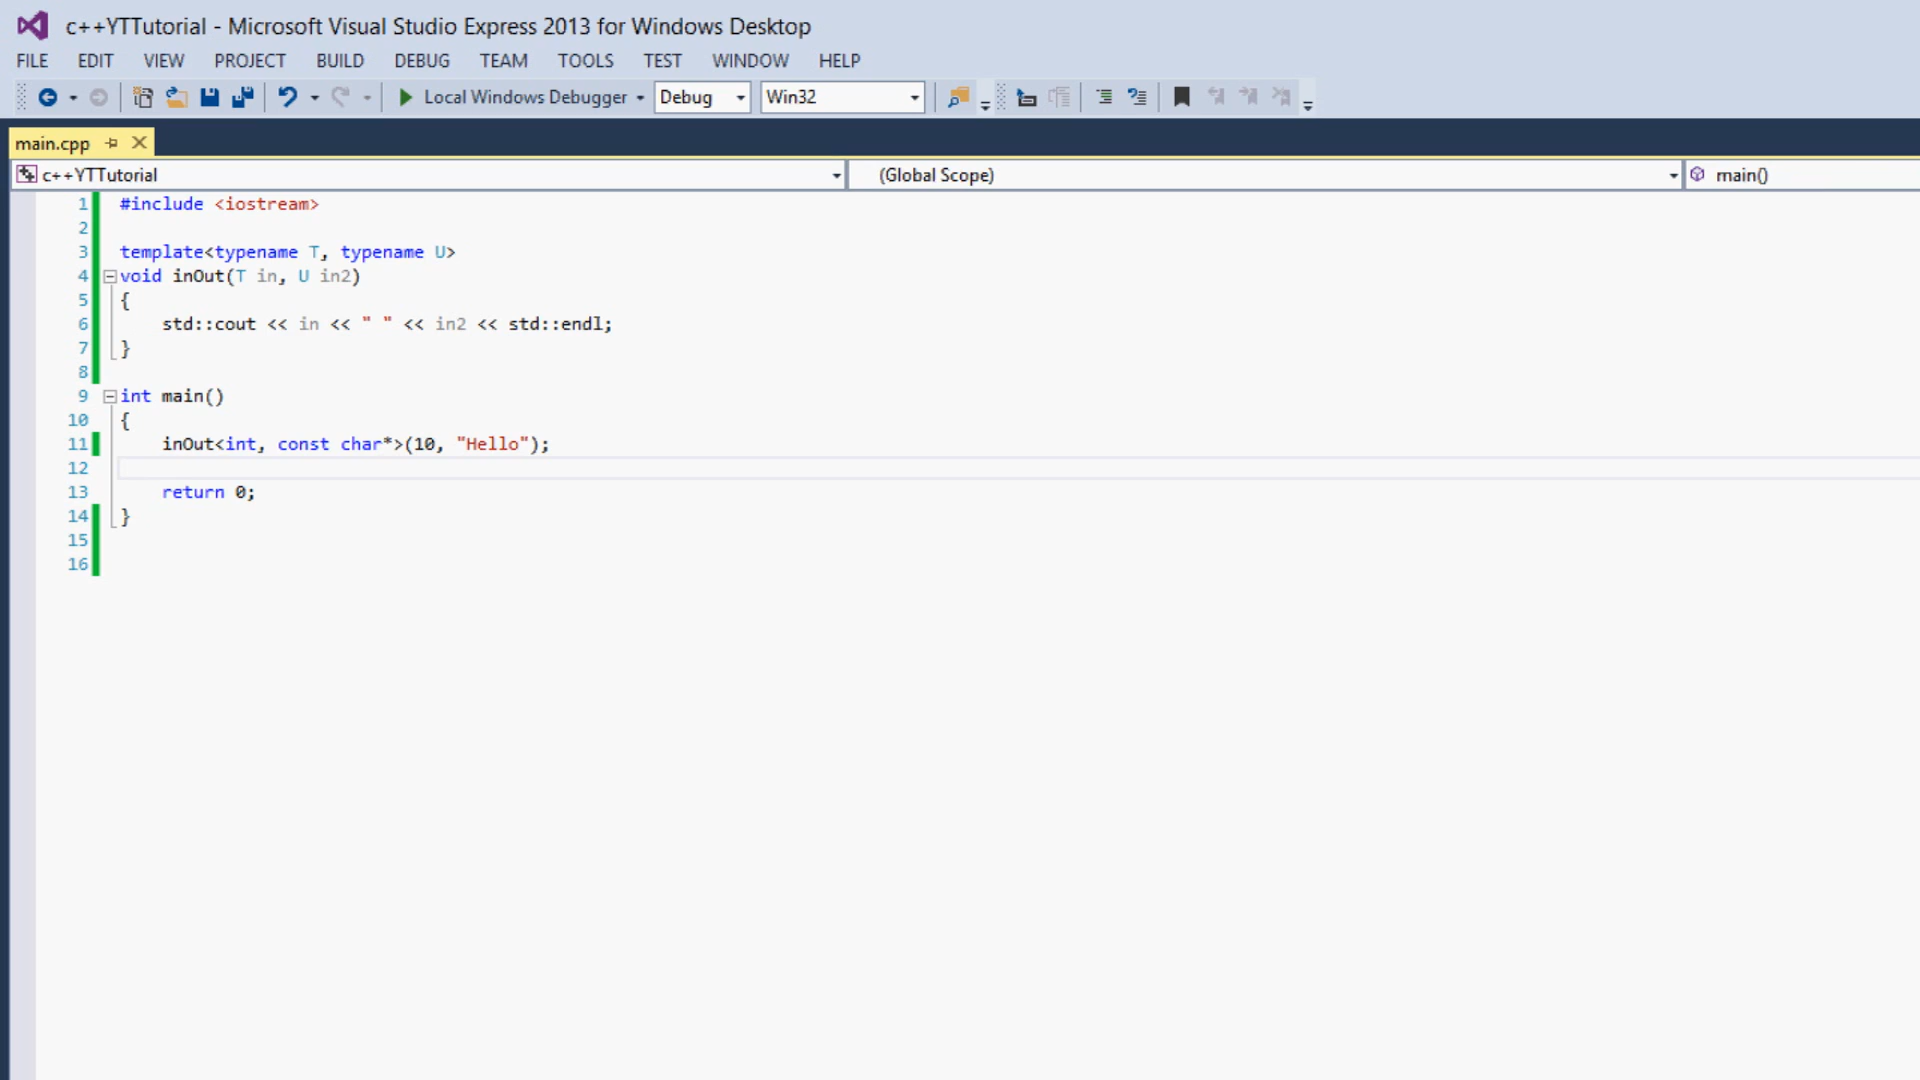 c++YTTutorial - Microsoft Visual Studio Express 2013 for Windows Desktop
FILE EDIT VIEW PROJECT BUILD DEBUG TEAM TOOLS TEST WINDOW HELP
Local Windows Debugger Debug Win32
main.cpp
c++YTTutorial (Global Scope) main()
1 #include <iostream>
2
3 template<typename T, typename U>
4 void inOut(T in, U in2)
5 {
6 std::cout << in << " " << in2 << std::endl;
7 }
8
9 int main()
10 {
11 inOut<int, const char*>(10, "Hello");
12
13 return 0;
14 }
15
16